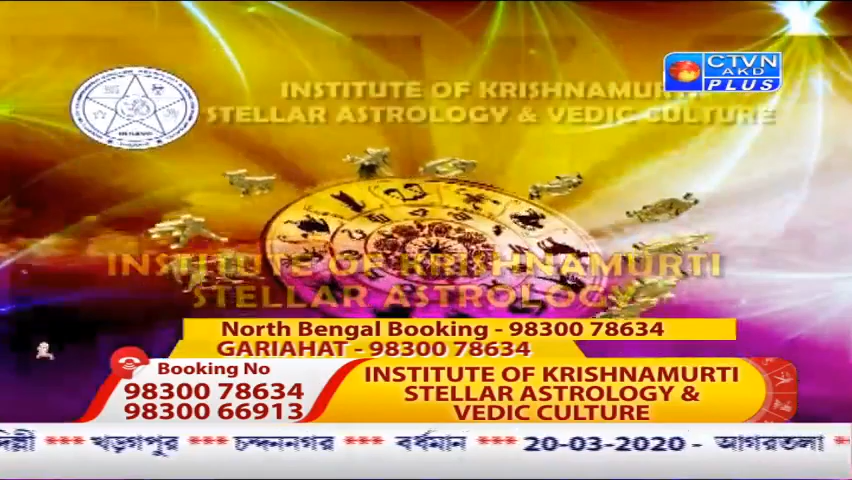 INSTITUTE OF KRISHNAMURTI
STELLAR ASTROLOGY & VEDIC CULTURE
CTVN
AKD
PLUS
INSTITUTE OF KRISHNAMURTI
STELLAR ASTROLOGY
North Bengal Booking - 98300 78634
GARIAHAT - 98300 78634
Booking No
98300 78634
98300 66913
INSTITUTE OF KRISHNAMURTI
STELLAR ASTROLOGY &
VEDIC CULTURE
দিল্লী *** খড়গপুর *** চন্দননগর *** বর্ধমান *** 20-03-2020 - আগরতলা